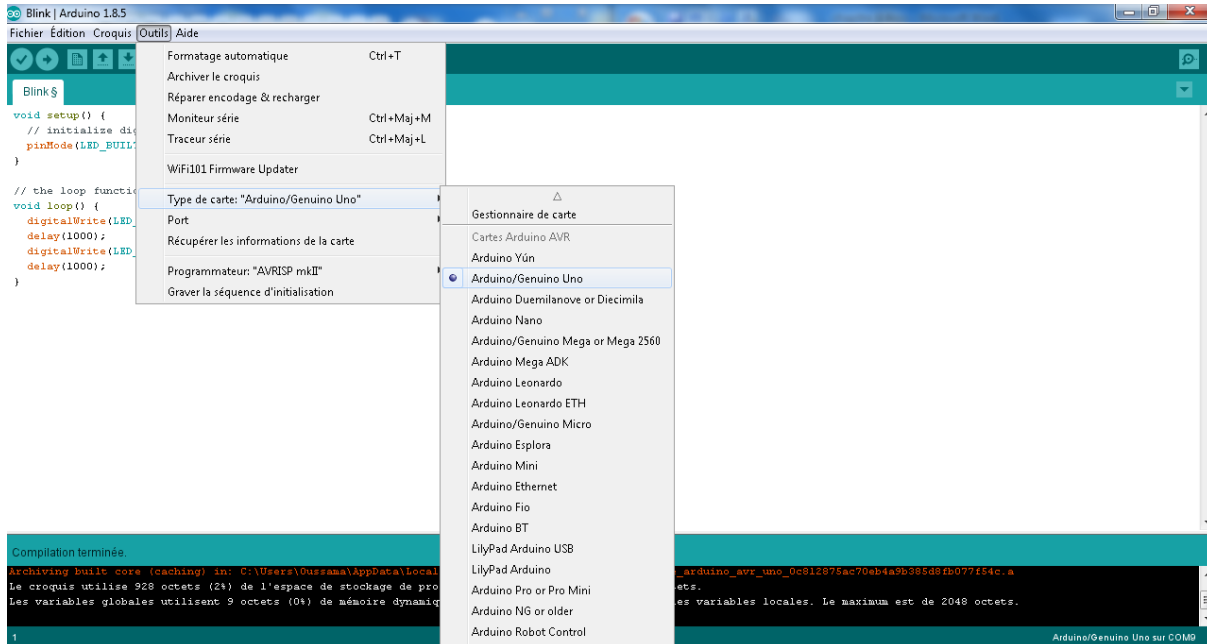 Blink | Arduino 1.8.5
Fichier Édition Croquis Outils Aide
Blink §
void setup() {
// initialize
pinMode(LED_
}
// the loop
void loop() {
digitalWrite(LED_
delay(1000);
digitalWrite(LED_
delay(1000);
}
Formatage automatique Ctrl+T
Archiver le croquis
Réparer encodage & recharger
Moniteur série Ctrl+Maj+M
Traceur série Ctrl+Maj+L
WiFi101 Firmware Updater
Type de carte: "Arduino/Genuino Uno"
Port
Récupérer les informations de la carte
Programmateur: "AVRISP mkII"
Graver la séquence d'initialisation
Gestionnaire de carte
Cartes Arduino AVR
Arduino Yún
Arduino/Genuino Uno
Arduino Duemilanove or Diecimila
Arduino Nano
Arduino/Genuino Mega or Mega 2560
Arduino Mega ADK
Arduino Leonardo
Arduino Leonardo ETH
Arduino/Genuino Micro
Arduino Esplora
Arduino Mini
Arduino Ethernet
Arduino Fio
Arduino BT
LilyPad Arduino USB
LilyPad Arduino
Arduino Pro or Pro Mini
Arduino NG or older
Arduino Robot Control
Compilation terminée.
Archiving built core (caching) in: C:\Users\Oussama\AppData\Local _arduino_avr_uno_0c812875ac70eb4a9b385d8fb077f54c.a
Le croquis utilise 928 octets (2%) de l'espace de stockage de pro ets.
Les variables globales utilisent 9 octets (0%) de mémoire dynamiq es variables locales. Le maximum est de 2048 octets.
1 Arduino/Genuino Uno sur COM9